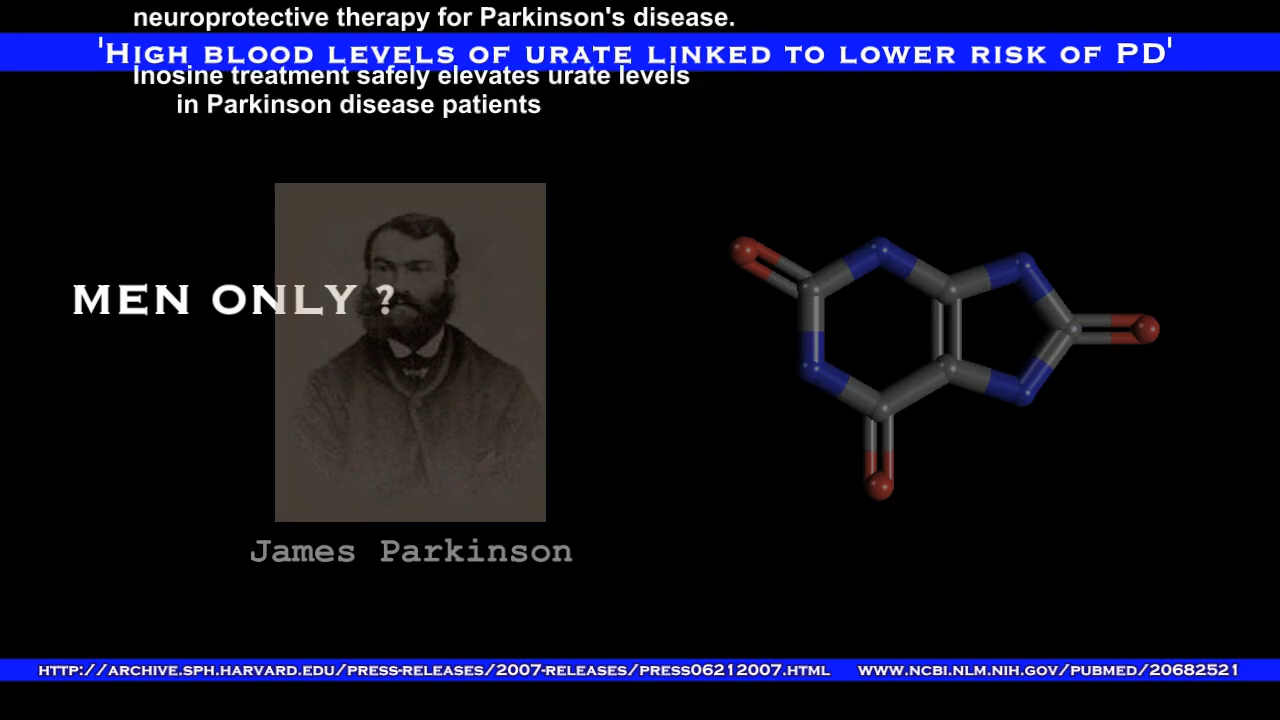 neuroprotective therapy for Parkinson's disease.
'High blood levels of urate linked to lower risk of PD'
Inosine treatment safely elevates urate levels
in Parkinson disease patients
MEN ONLY ?
James Parkinson
HTTP://ARCHIVE.SPH.HARVARD.EDU/PRESS-RELEASES/2007-RELEASES/PRESS06212007.HTML WWW.NCBI.NLM.NIH.GOV/PUBMED/20682521